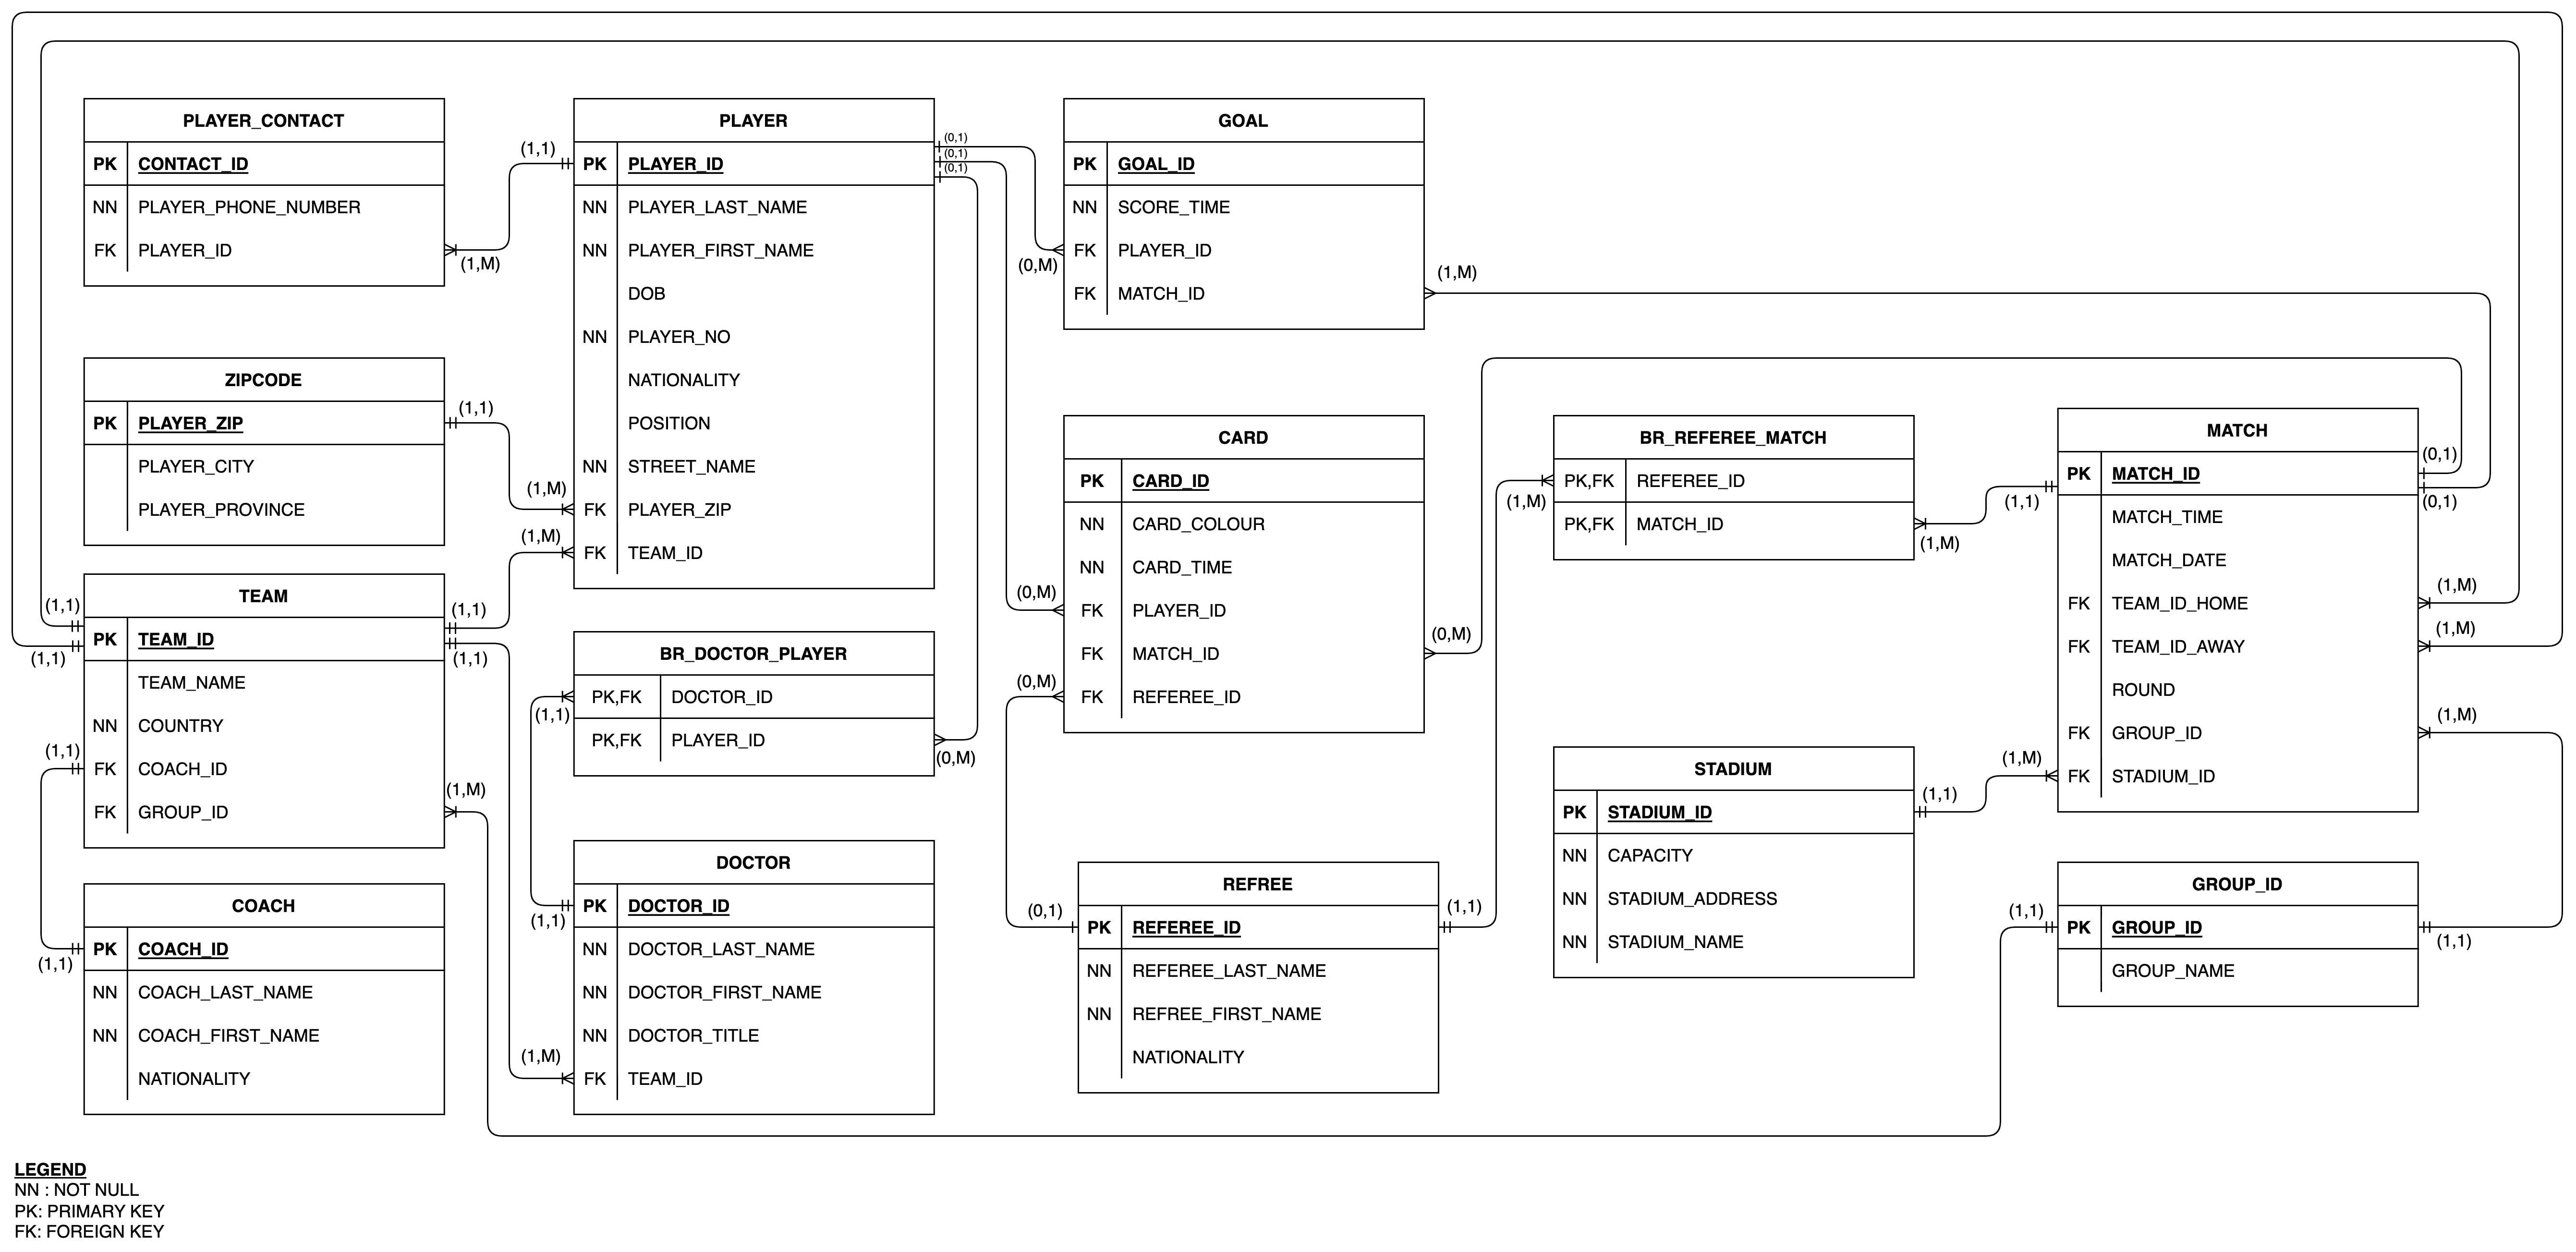 PLAYER_CONTACT
PK CONTACT_ID
NN PLAYER_PHONE_NUMBER
FK PLAYER_ID
(1,1)
(1,M)
PLAYER
PK PLAYER_ID
NN PLAYER_LAST_NAME
NN PLAYER_FIRST_NAME
DOB
NN PLAYER_NO
NATIONALITY
POSITION
NN STREET_NAME
FK PLAYER_ZIP
FK TEAM_ID
(0,1)
(0,1)
(0,1)
(0,M)
GOAL
PK GOAL_ID
NN SCORE_TIME
FK PLAYER_ID
FK MATCH_ID
(1,M)
ZIPCODE
PK PLAYER_ZIP
PLAYER_CITY
PLAYER_PROVINCE
(1,1)
(1,M)
(1,M)
CARD
PK CARD_ID
NN CARD_COLOUR
NN CARD_TIME
FK PLAYER_ID
FK MATCH_ID
FK REFEREE_ID
(0,M)
(0,M)
(0,M)
BR_REFEREE_MATCH
PK,FK REFEREE_ID
PK,FK MATCH_ID
(1,M)
(1,M)
(1,1)
MATCH
PK MATCH_ID
MATCH_TIME
MATCH_DATE
FK TEAM_ID_HOME
FK TEAM_ID_AWAY
ROUND
FK GROUP_ID
FK STADIUM_ID
(0,1)
(0,1)
(1,M)
(1,M)
(1,M)
(1,M)
TEAM
PK TEAM_ID
TEAM_NAME
NN COUNTRY
FK COACH_ID
FK GROUP_ID
(1,1)
(1,1)
(1,1)
(1,1)
(1,1)
(1,M)
BR_DOCTOR_PLAYER
PK,FK DOCTOR_ID
PK,FK PLAYER_ID
(1,1)
(0,M)
STADIUM
PK STADIUM_ID
NN CAPACITY
NN STADIUM_ADDRESS
NN STADIUM_NAME
(1,1)
COACH
PK COACH_ID
NN COACH_LAST_NAME
NN COACH_FIRST_NAME
NATIONALITY
(1,1)
DOCTOR
PK DOCTOR_ID
NN DOCTOR_LAST_NAME
NN DOCTOR_FIRST_NAME
NN DOCTOR_TITLE
FK TEAM_ID
(1,1)
(1,M)
REFREE
PK REFEREE_ID
NN REFEREE_LAST_NAME
NN REFREE_FIRST_NAME
NATIONALITY
(0,1)
(1,1)
GROUP_ID
PK GROUP_ID
GROUP_NAME
(1,1)
(1,1)
LEGEND
NN : NOT NULL
PK: PRIMARY KEY
FK: FOREIGN KEY